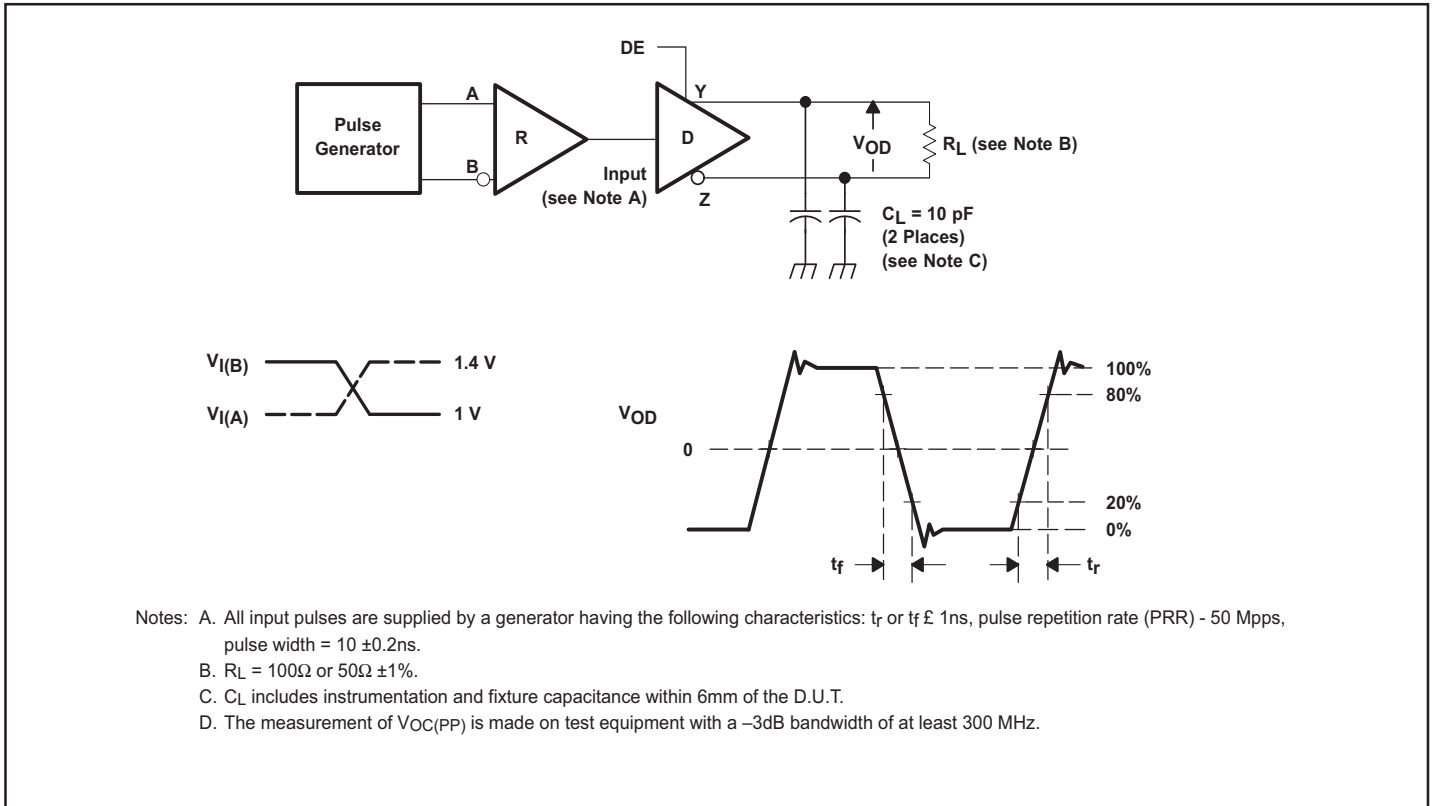 DE
Pulse
Generator
A
B
R
D
Y
Z
Input
(see Note A)
VOD
RL (see Note B)
CL = 10 pF
(2 Places)
(see Note C)
VI(B)
1.4 V
VI(A)
1 V
VOD
0
100%
80%
20%
0%
tf
tr
Notes: A. All input pulses are supplied by a generator having the following characteristics: tr or tf £ 1ns, pulse repetition rate (PRR) - 50 Mpps,
pulse width = 10 ±0.2ns.
B. RL = 100Ω or 50Ω ±1%.
C. CL includes instrumentation and fixture capacitance within 6mm of the D.U.T.
D. The measurement of VOC(PP) is made on test equipment with a –3dB bandwidth of at least 300 MHz.